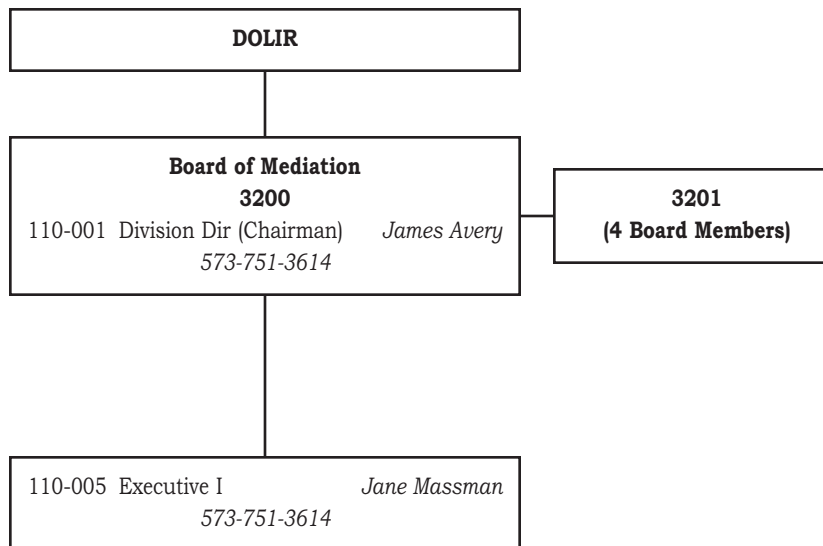 DOLIR
Board of Mediation
3200
110-001 Division Dir (Chairman) James Avery
573-751-3614
3201
(4 Board Members)
110-005 Executive I Jane Massman
573-751-3614